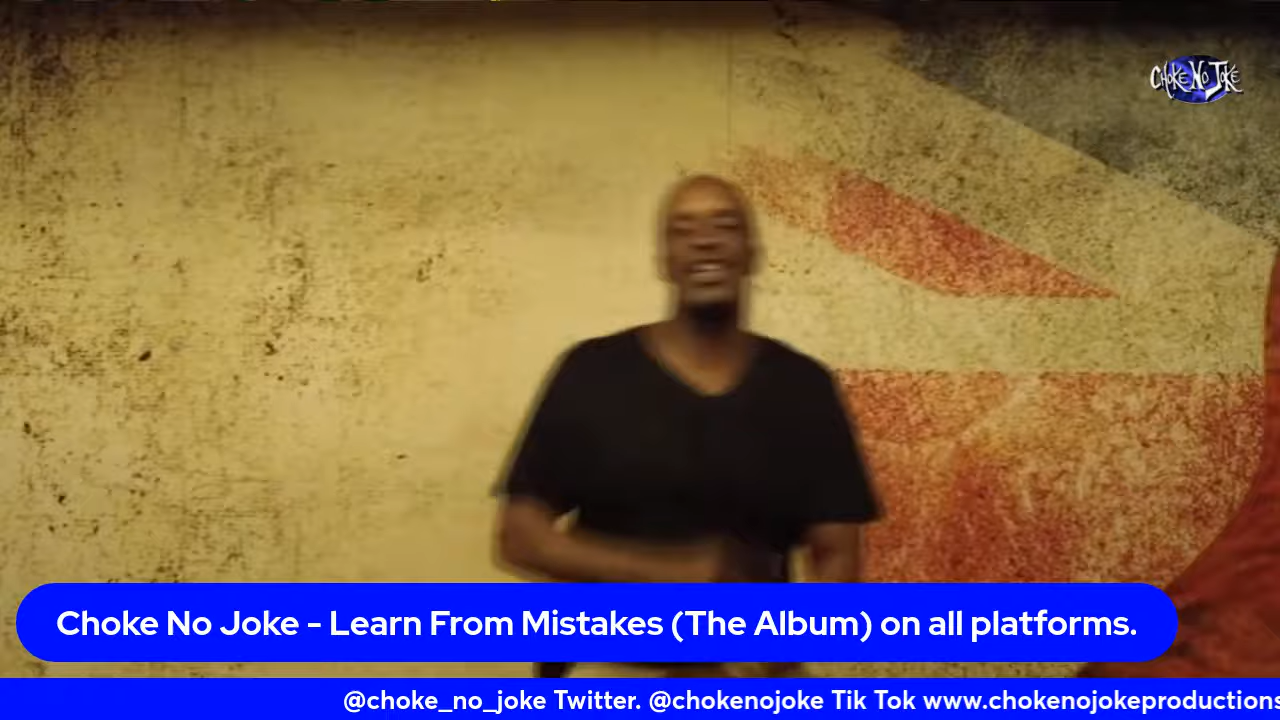 Choke No Joke
Choke No Joke - Learn From Mistakes (The Album) on all platforms.
@choke_no_joke Twitter. @chokenojoke Tik Tok www.chokenojokeproductions